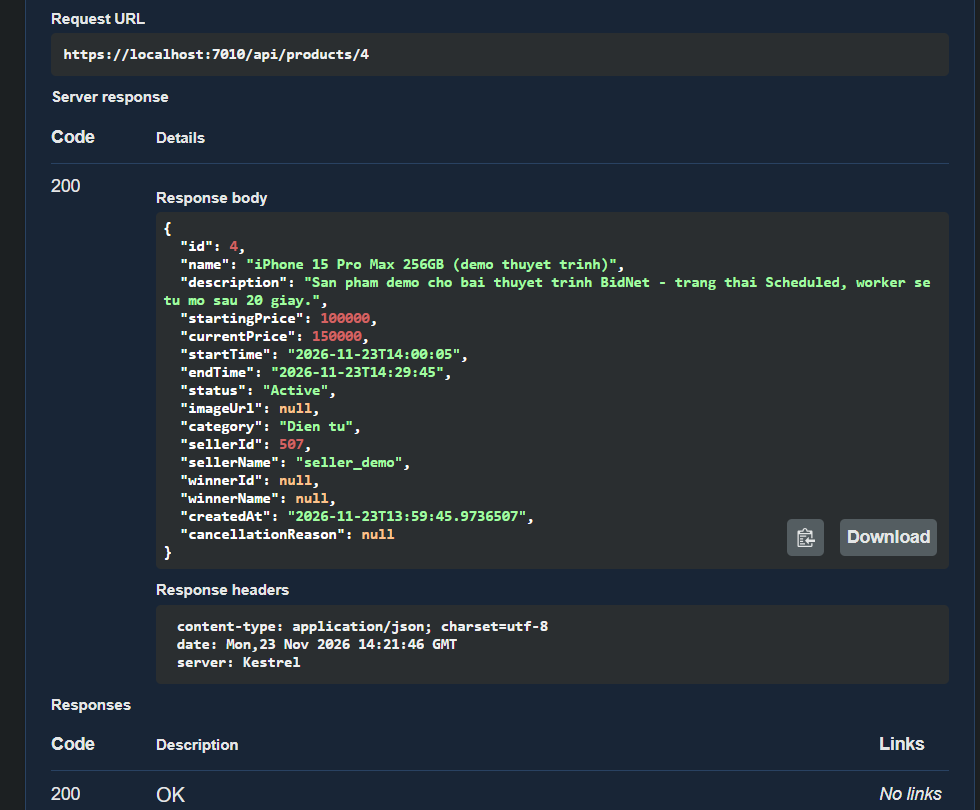 Request URL
https://localhost:7010/api/products/4
Server response
Code Details
200
Response body
{
  "id": 4,
  "name": "iPhone 15 Pro Max 256GB (demo thuyet trinh)",
  "description": "San pham demo cho bai thuyet trinh BidNet - trang thai Scheduled, worker se
tu mo sau 20 giay.",
  "startingPrice": 100000,
  "currentPrice": 150000,
  "startTime": "2026-11-23T14:00:05",
  "endTime": "2026-11-23T14:29:45",
  "status": "Active",
  "imageUrl": null,
  "category": "Dien tu",
  "sellerId": 507,
  "sellerName": "seller_demo",
  "winnerId": null,
  "winnerName": null,
  "createdAt": "2026-11-23T13:59:45.9736507",
  "cancellationReason": null
}
Download
Response headers
content-type: application/json; charset=utf-8
date: Mon,23 Nov 2026 14:21:46 GMT
server: Kestrel
Responses
Code Description Links
200 OK No links